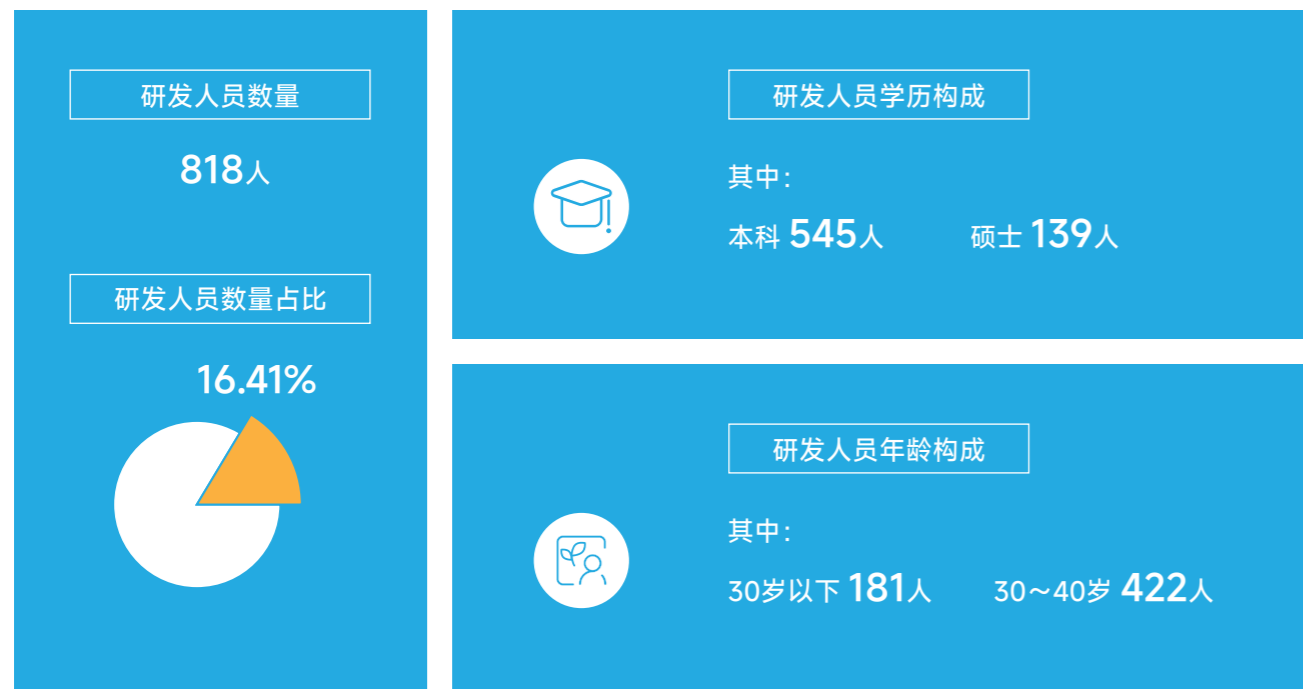 研发人员数量
818人
研发人员数量占比
16.41%
研发人员学历构成
其中：
本科 545人 硕士 139人
研发人员年龄构成
其中：
30岁以下 181人 30～40岁 422人